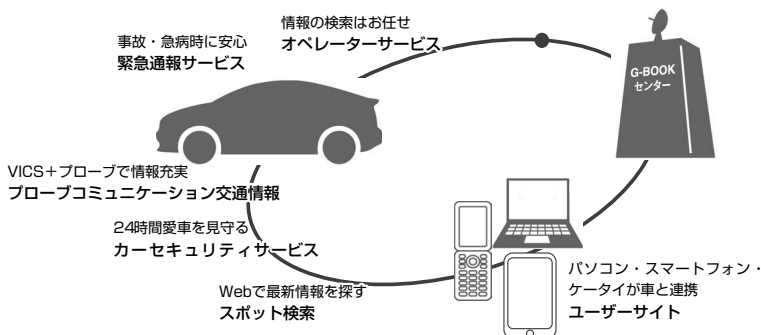 情報の検索はお任せ
オペレーターサービス
事故・急病時に安心
緊急通報サービス
G-BOOK
センター
VICS＋プローブで情報充実
プローブコミュニケーション交通情報
24時間愛車を見守る
カーセキュリティサービス
Webで最新情報を探す
スポット検索
パソコン・スマートフォン・
ケータイが車と連携
ユーザーサイト